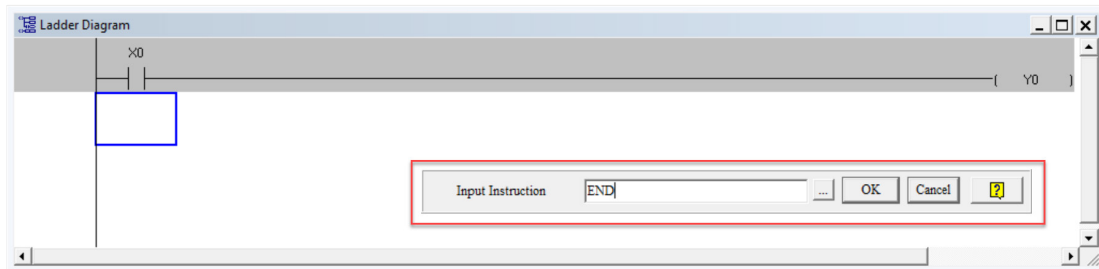 Ladder Diagram
X0
( Y0 )
Input Instruction END ... OK Cancel ?